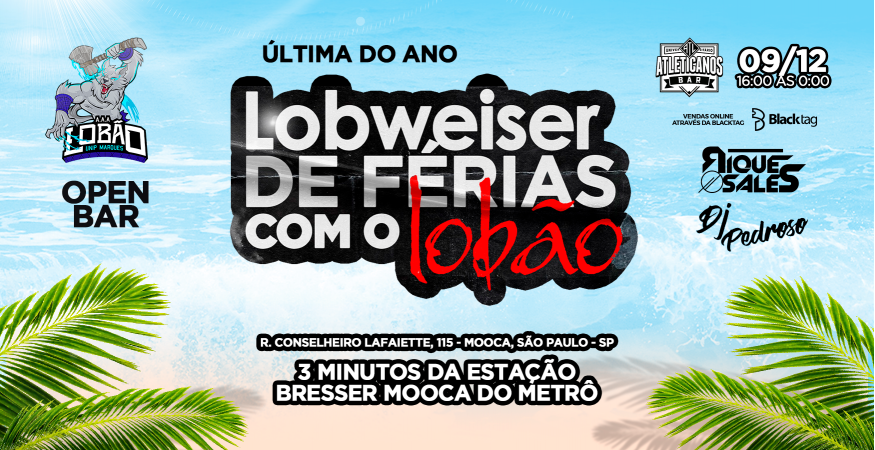 LOBÃO
UNIP MARQUES
OPEN
BAR
ÚLTIMA DO ANO
Lobweiser
DE FÉRIAS
COM O lobão
R. CONSELHEIRO LAFAIETTE, 115 - MOOCA, SÃO PAULO - SP
3 MINUTOS DA ESTAÇÃO
BRESSER MOOCA DO METRÔ
ATLETICANOS
BAR
09/12
16:00 ÀS 0:00
VENDAS ONLINE
ATRAVÉS DA BLACKTAG
Blacktag
RIQUE
SALES
Dj
Pedroso